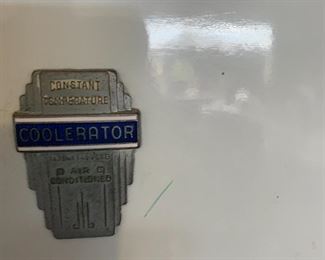 CONSTANT
TEMPERATURE
COOLERATOR
AIR
CONDITIONED